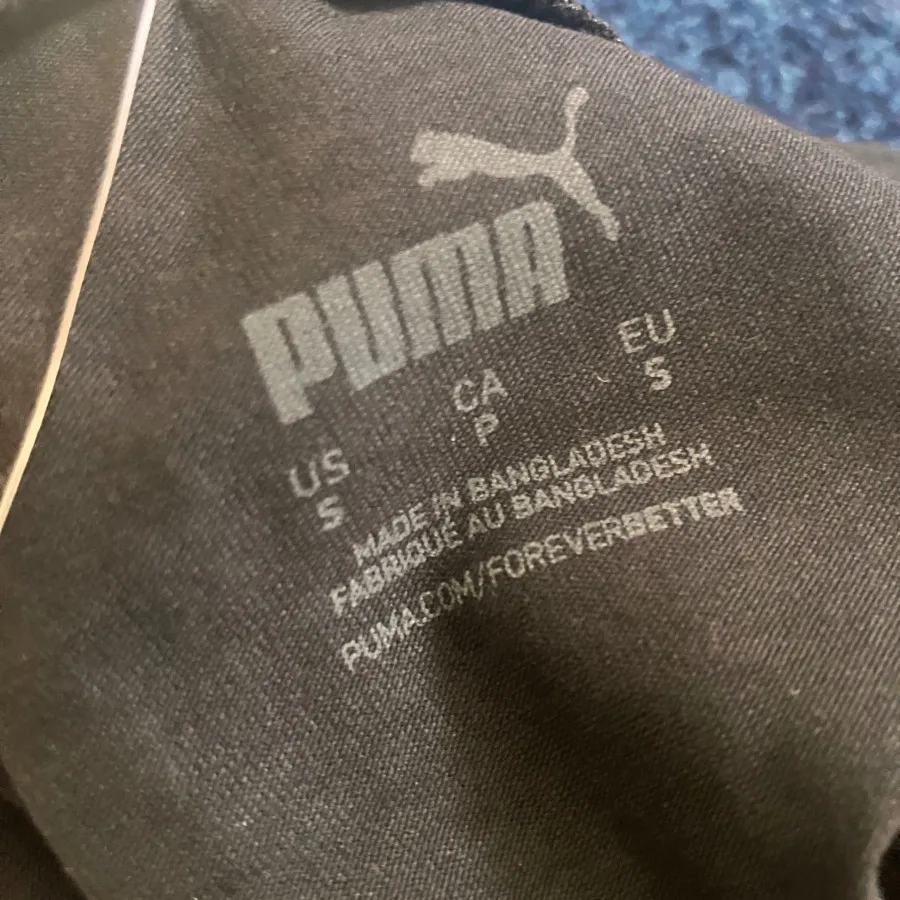 PUMA
US CA EU
S P S
MADE IN BANGLADESH
FABRIQUÉ AU BANGLADESH
PUMA.COM/FOREVERBETTER